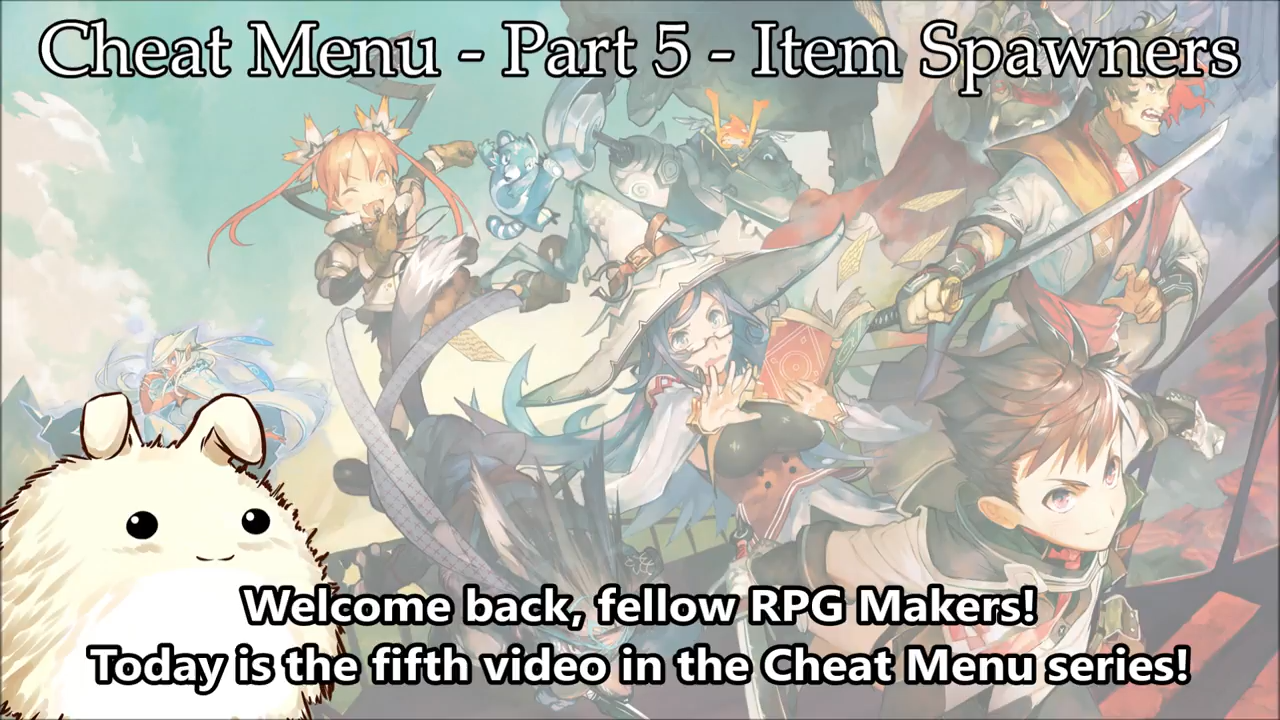 Cheat Menu - Part 5 - Item Spawners
Welcome back, fellow RPG Makers!
Today is the fifth video in the Cheat Menu series!